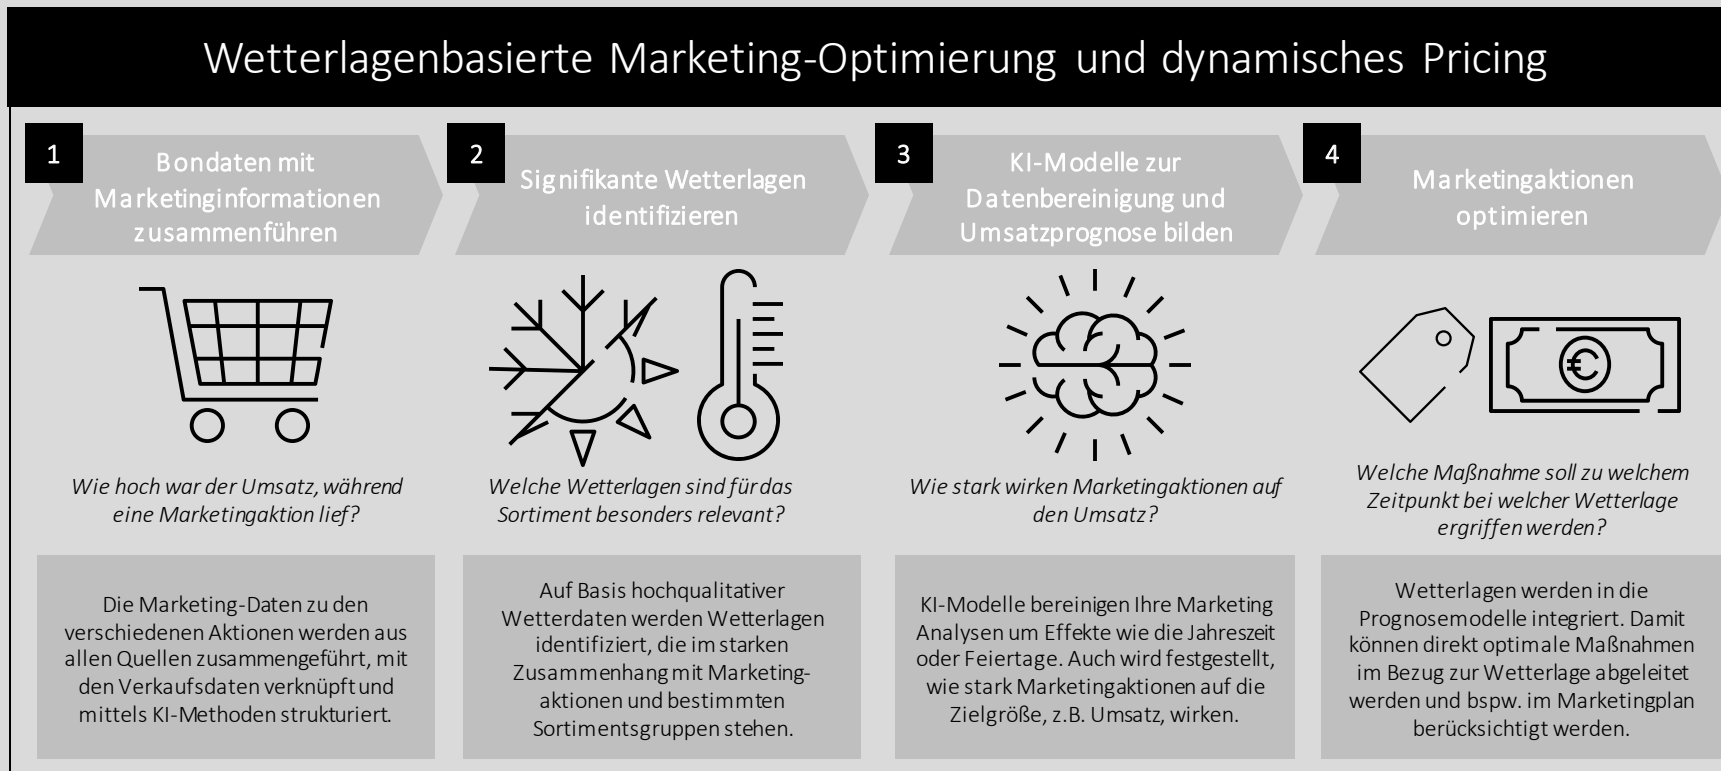 Wetterlagenbasierte Marketing-Optimierung und dynamisches Pricing
1
Bondaten mit
Marketinginformationen
zusammenführen
2
Signifikante Wetterlagen
identifizieren
3
KI-Modelle zur
Datenbereinigung und
Umsatzprognose bilden
4
Marketingaktionen
optimieren
€
Wie hoch war der Umsatz, während
eine Marketingaktion lief?
Welche Wetterlagen sind für das
Sortiment besonders relevant?
Wie stark wirken Marketingaktionen auf
den Umsatz?
Welche Maßnahme soll zu welchem
Zeitpunkt bei welcher Wetterlage
ergriffen werden?
Die Marketing-Daten zu den
verschiedenen Aktionen werden aus
allen Quellen zusammengeführt, mit
den Verkaufsdaten verknüpft und
mittels KI-Methoden strukturiert.
Auf Basis hochqualitativer
Wetterdaten werden Wetterlagen
identifiziert, die im starken
Zusammenhang mit Marketing-
aktionen und bestimmten
Sortimentsgruppen stehen.
KI-Modelle bereinigen Ihre Marketing
Analysen um Effekte wie die Jahreszeit
oder Feiertage. Auch wird festgestellt,
wie stark Marketingaktionen auf die
Zielgröße, z.B. Umsatz, wirken.
Wetterlagen werden in die
Prognosemodelle integriert. Damit
können direkt optimale Maßnahmen
im Bezug zur Wetterlage abgeleitet
werden und bspw. im Marketingplan
berücksichtigt werden.